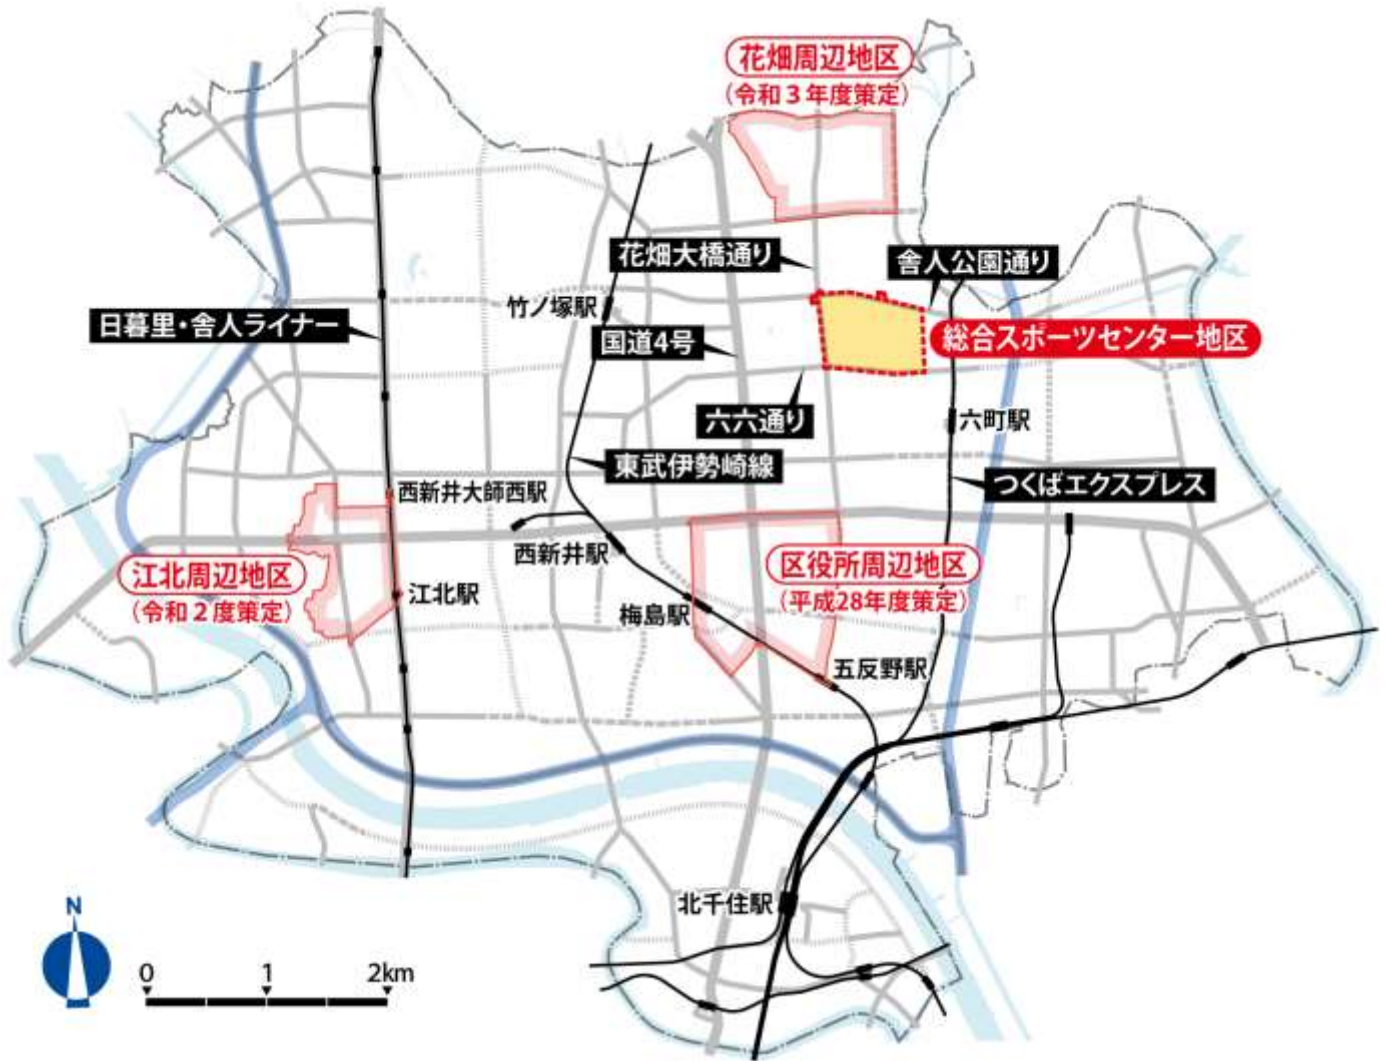 花畑周辺地区
(令和3年度策定)
花畑大橋通り
舎人公園通り
竹ノ塚駅
日暮里・舎人ライナー
国道4号
総合スポーツセンター地区
六六通り
六町駅
東武伊勢崎線
つくばエクスプレス
西新井大師西駅
西新井駅
江北周辺地区
(令和2度策定)
江北駅
区役所周辺地区
(平成28年度策定)
梅島駅
五反野駅
北千住駅
N
0 1 2km